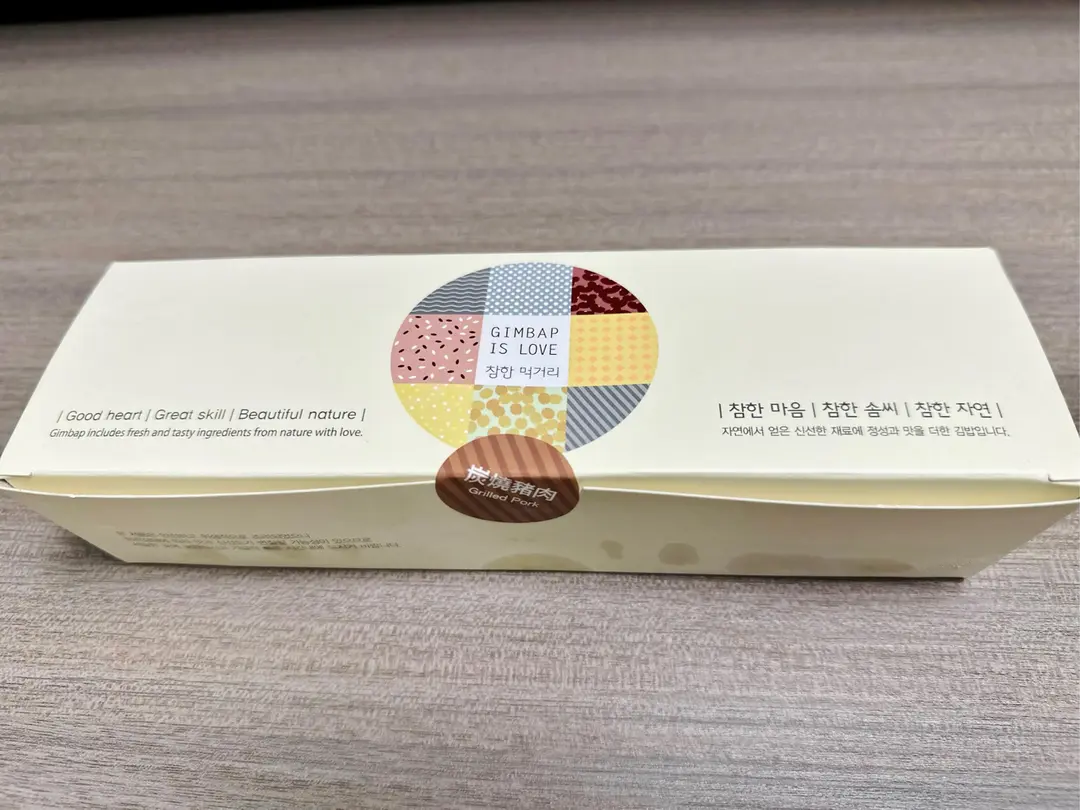 GIMBAP
IS LOVE
참한 먹거리
| Good heart | Great skill | Beautiful nature |
Gimbap includes fresh and tasty ingredients from nature with love.
| 참한 마음 | 참한 솜씨 | 참한 자연 |
자연에서 얻은 신선한 재료에 정성과 맛을 더한 김밥입니다.
炭燒豬肉
Grilled Pork